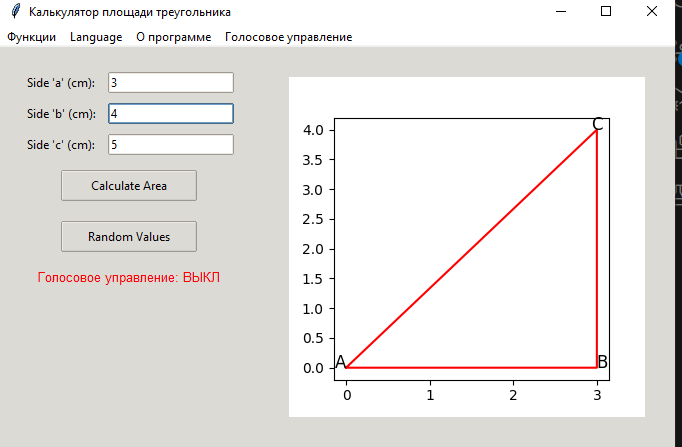 Калькулятор площади треугольника
Функции Language О программе Голосовое управление
Side 'a' (cm): 3
Side 'b' (cm): 4
Side 'c' (cm): 5
Calculate Area
Random Values
Голосовое управление: ВЫКЛ
C
4.0
3.5
3.0
2.5
2.0
1.5
1.0
0.5
0.0
A B
0 1 2 3